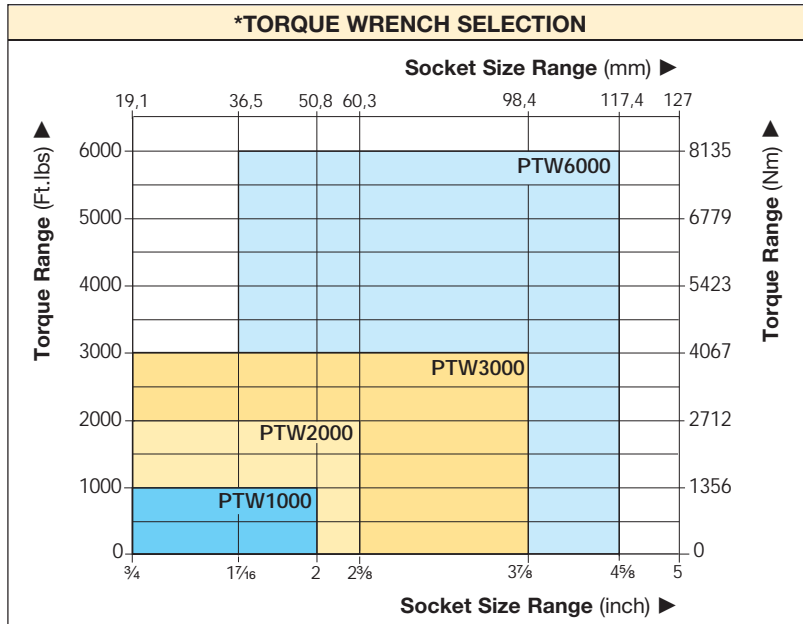 *TORQUE WRENCH SELECTION
Socket Size Range (mm) ▶
19,1 36,5 50,8 60,3 98,4 117,4 127
Torque Range (Ft.lbs) ▶
Torque Range (Nm) ▶
6000 8135
PTW6000
5000 6779
4000 5423
3000 4067
PTW3000
2000 2712
PTW2000
1000 1356
PTW1000
0 0
¾ 1⁷⁄₁₆ 2 2⅜ 3⅞ 4⅝ 5
Socket Size Range (inch) ▶